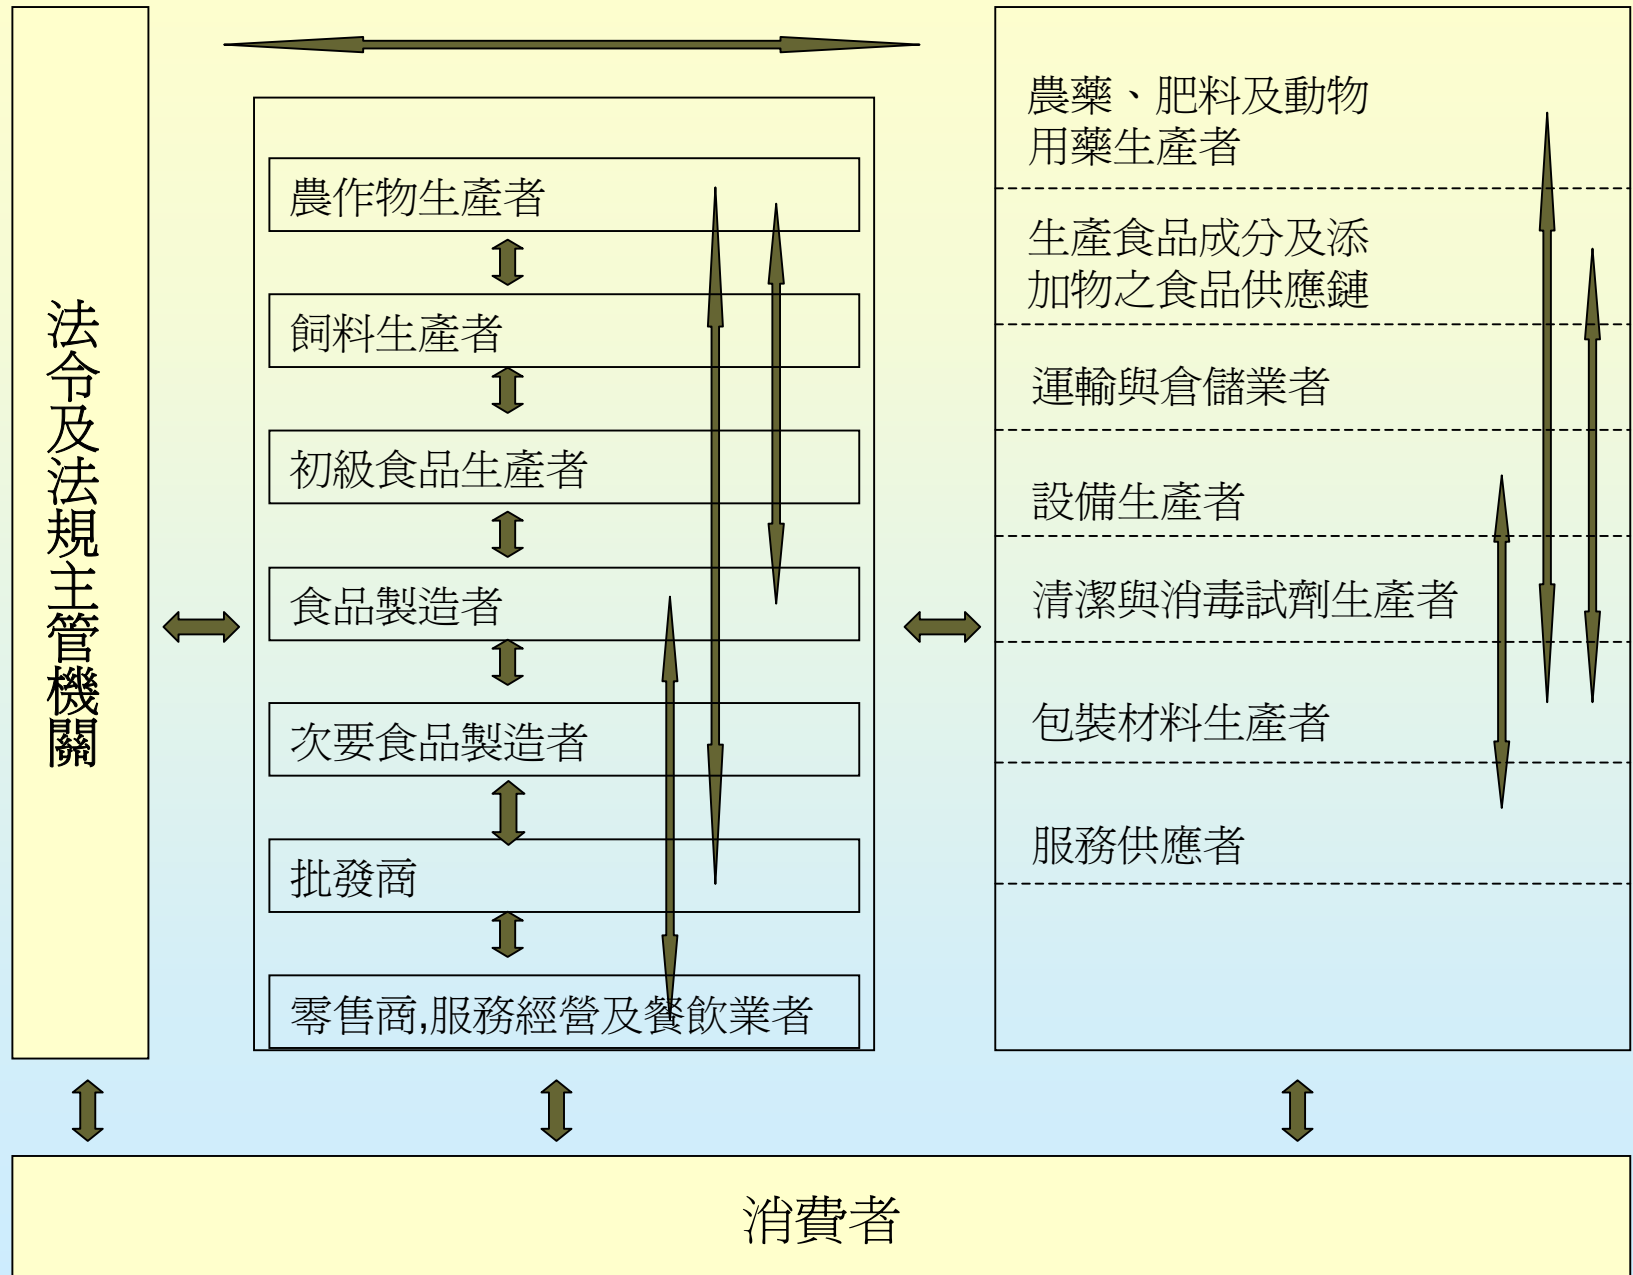 法令及法規主管機關
農作物生產者
飼料生產者
初級食品生產者
食品製造者
次要食品製造者
批發商
零售商,服務經營及餐飲業者
農藥、肥料及動物
用藥生產者
生產食品成分及添
加物之食品供應鏈
運輸與倉儲業者
設備生產者
清潔與消毒試劑生產者
包裝材料生產者
服務供應者
消費者